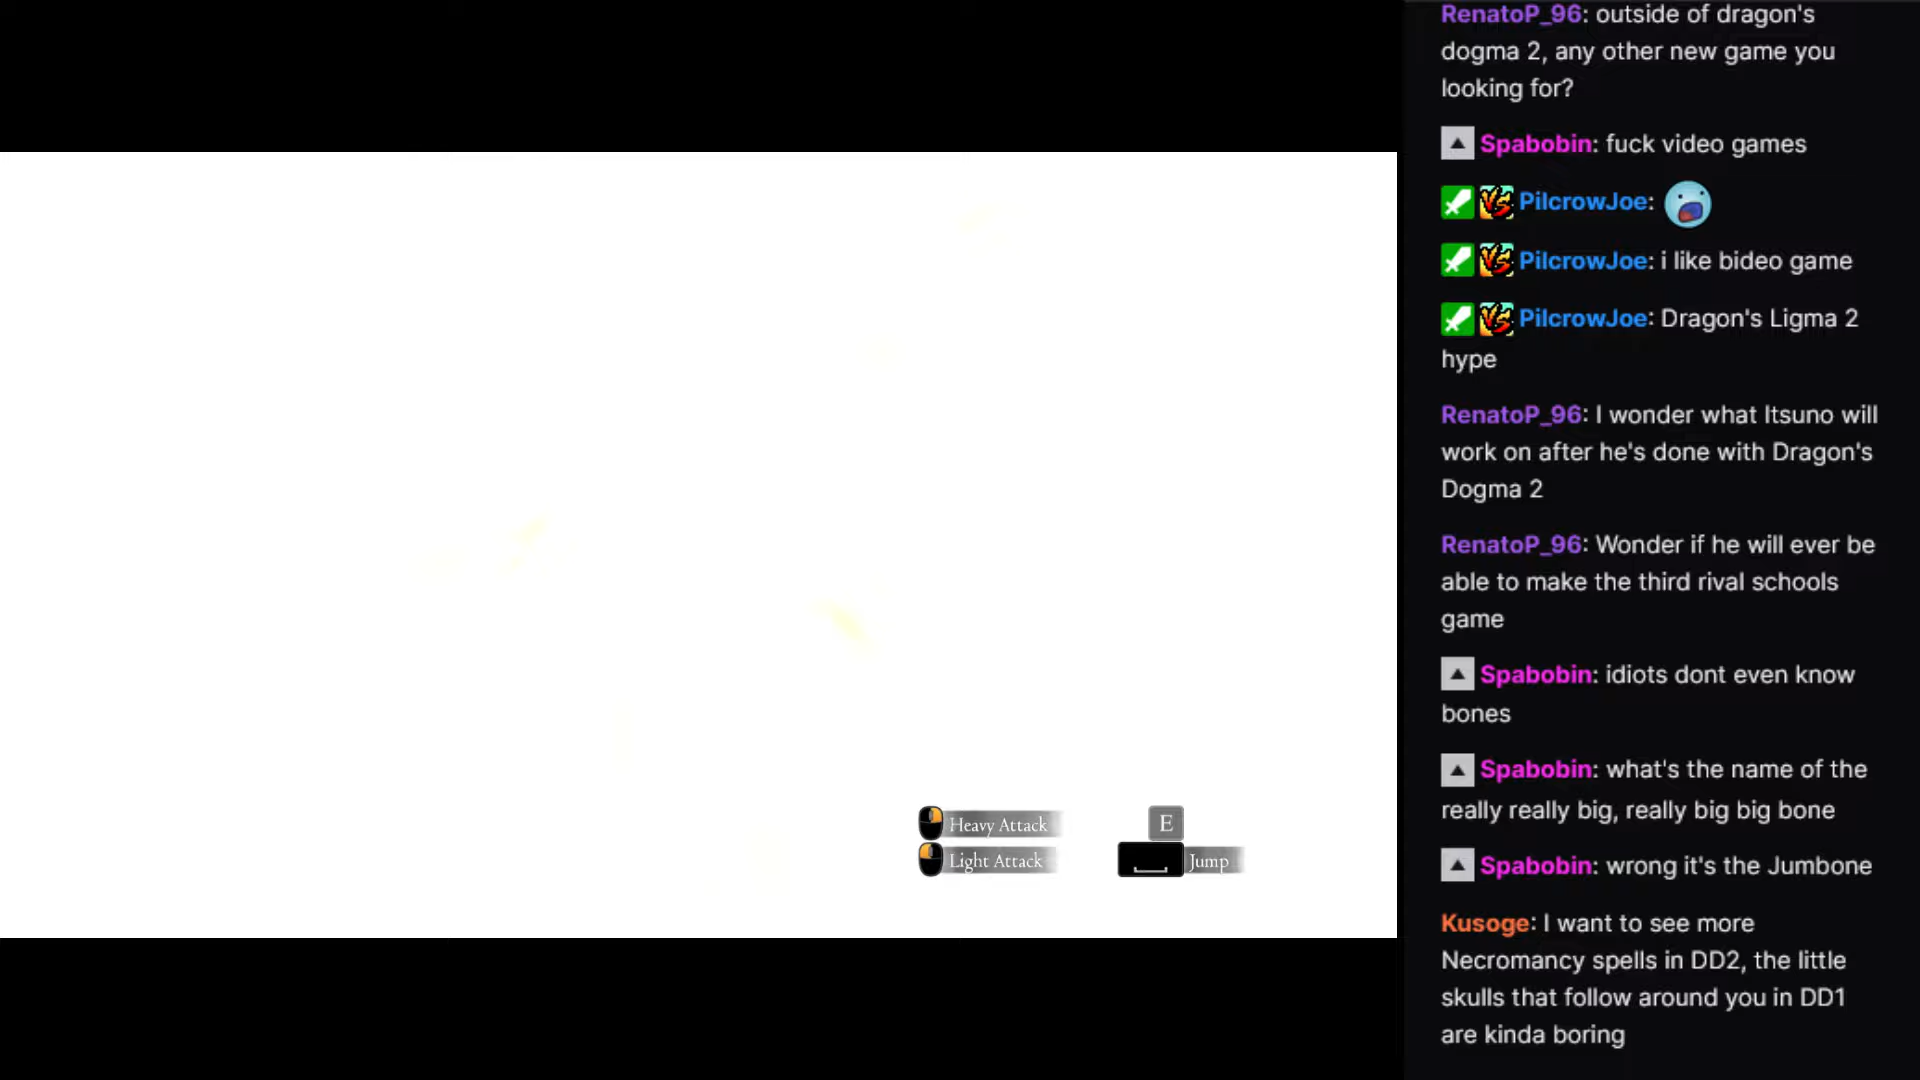 Heavy Attack
Light Attack
E
Jump
RenatoP_96: outside of dragon's
dogma 2, any other new game you
looking for?
Spabobin: fuck video games
PilcrowJoe:
PilcrowJoe: i like bideo game
PilcrowJoe: Dragon's Ligma 2
hype
RenatoP_96: I wonder what Itsuno will
work on after he's done with Dragon's
Dogma 2
RenatoP_96: Wonder if he will ever be
able to make the third rival schools
game
Spabobin: idiots dont even know
bones
Spabobin: what's the name of the
really really big, really big big bone
Spabobin: wrong it's the Jumbone
Kusoge: I want to see more
Necromancy spells in DD2, the little
skulls that follow around you in DD1
are kinda boring